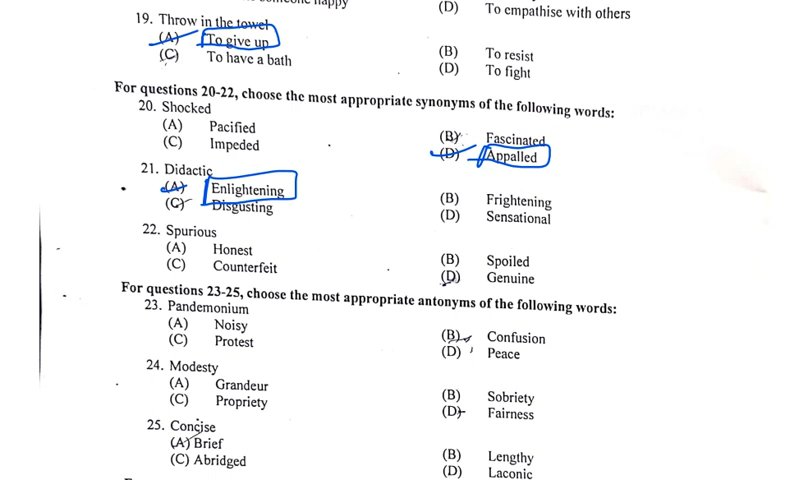 someone happy
(D) To empathise with others
19. Throw in the towel
(A) To give up
(B) To resist
(C) To have a bath
(D) To fight
For questions 20-22, choose the most appropriate synonyms of the following words:
20. Shocked
(A) Pacified
(B) Fascinated
(C) Impeded
(D) Appalled
21. Didactic
(A) Enlightening
(B) Frightening
(C) Disgusting
(D) Sensational
22. Spurious
(A) Honest
(B) Spoiled
(C) Counterfeit
(D) Genuine
For questions 23-25, choose the most appropriate antonyms of the following words:
23. Pandemonium
(A) Noisy
(B) Confusion
(C) Protest
(D) Peace
24. Modesty
(A) Grandeur
(B) Sobriety
(C) Propriety
(D) Fairness
25. Concise
(A) Brief
(B) Lengthy
(C) Abridged
(D) Laconic